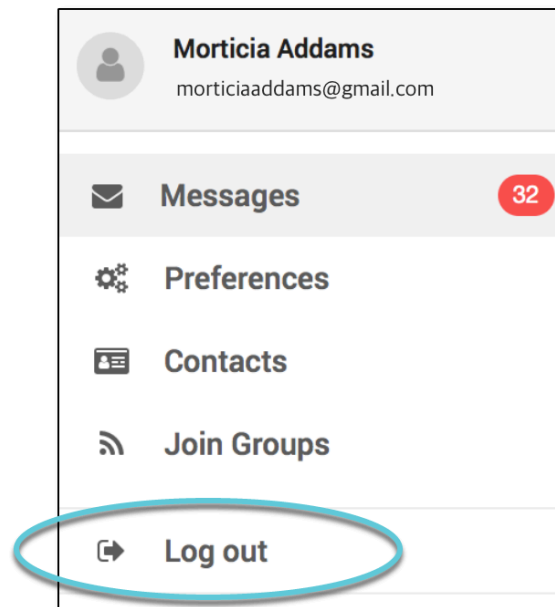 Morticia Addams
morticiaaddams@gmail.com
Messages 32
Preferences
Contacts
Join Groups
Log out